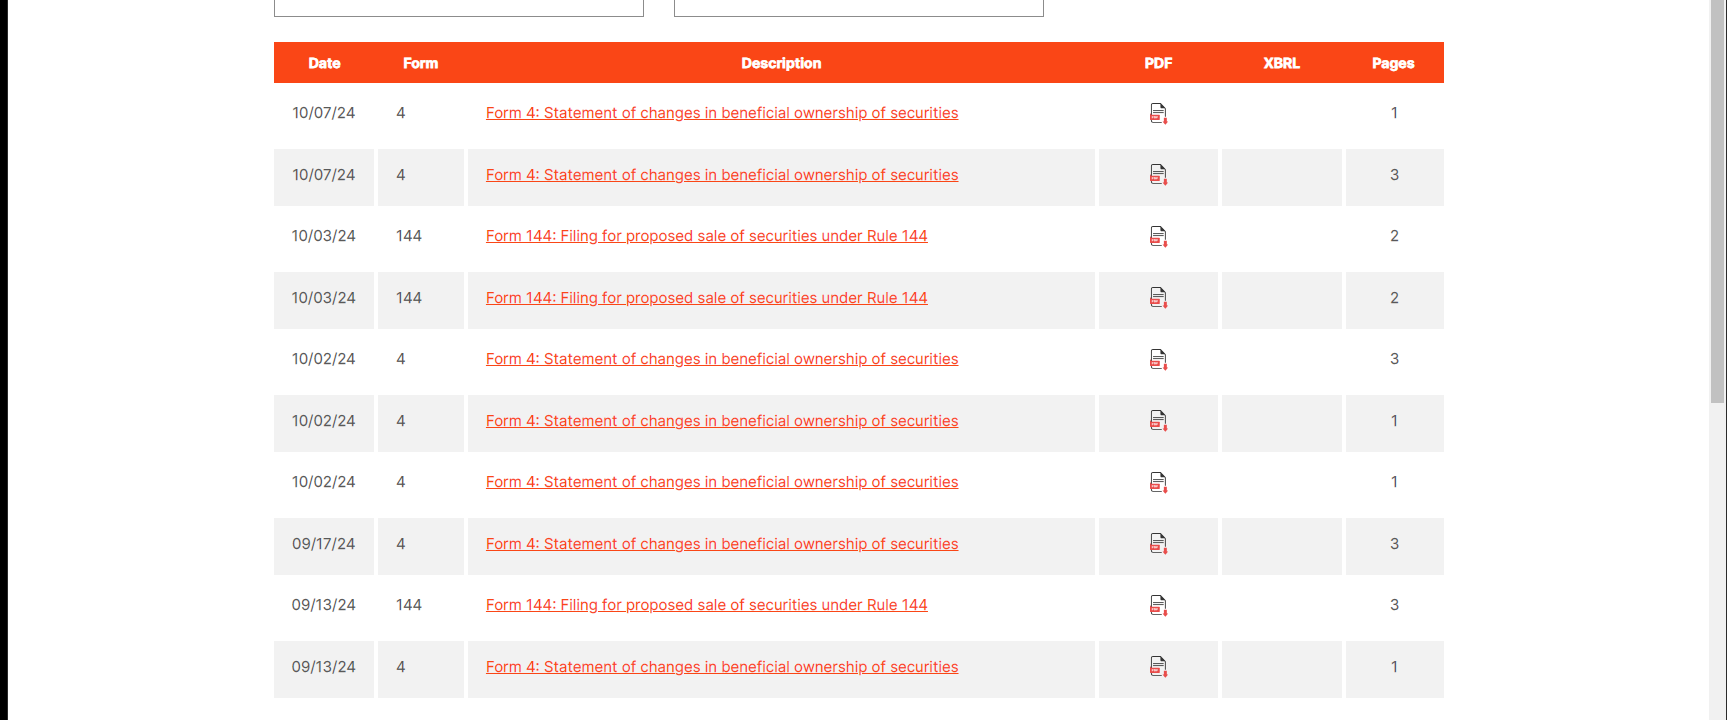 Date Form Description PDF XBRL Pages
10/07/24 4 Form 4: Statement of changes in beneficial ownership of securities 1
10/07/24 4 Form 4: Statement of changes in beneficial ownership of securities 3
10/03/24 144 Form 144: Filing for proposed sale of securities under Rule 144 2
10/03/24 144 Form 144: Filing for proposed sale of securities under Rule 144 2
10/02/24 4 Form 4: Statement of changes in beneficial ownership of securities 3
10/02/24 4 Form 4: Statement of changes in beneficial ownership of securities 1
10/02/24 4 Form 4: Statement of changes in beneficial ownership of securities 1
09/17/24 4 Form 4: Statement of changes in beneficial ownership of securities 3
09/13/24 144 Form 144: Filing for proposed sale of securities under Rule 144 3
09/13/24 4 Form 4: Statement of changes in beneficial ownership of securities 1